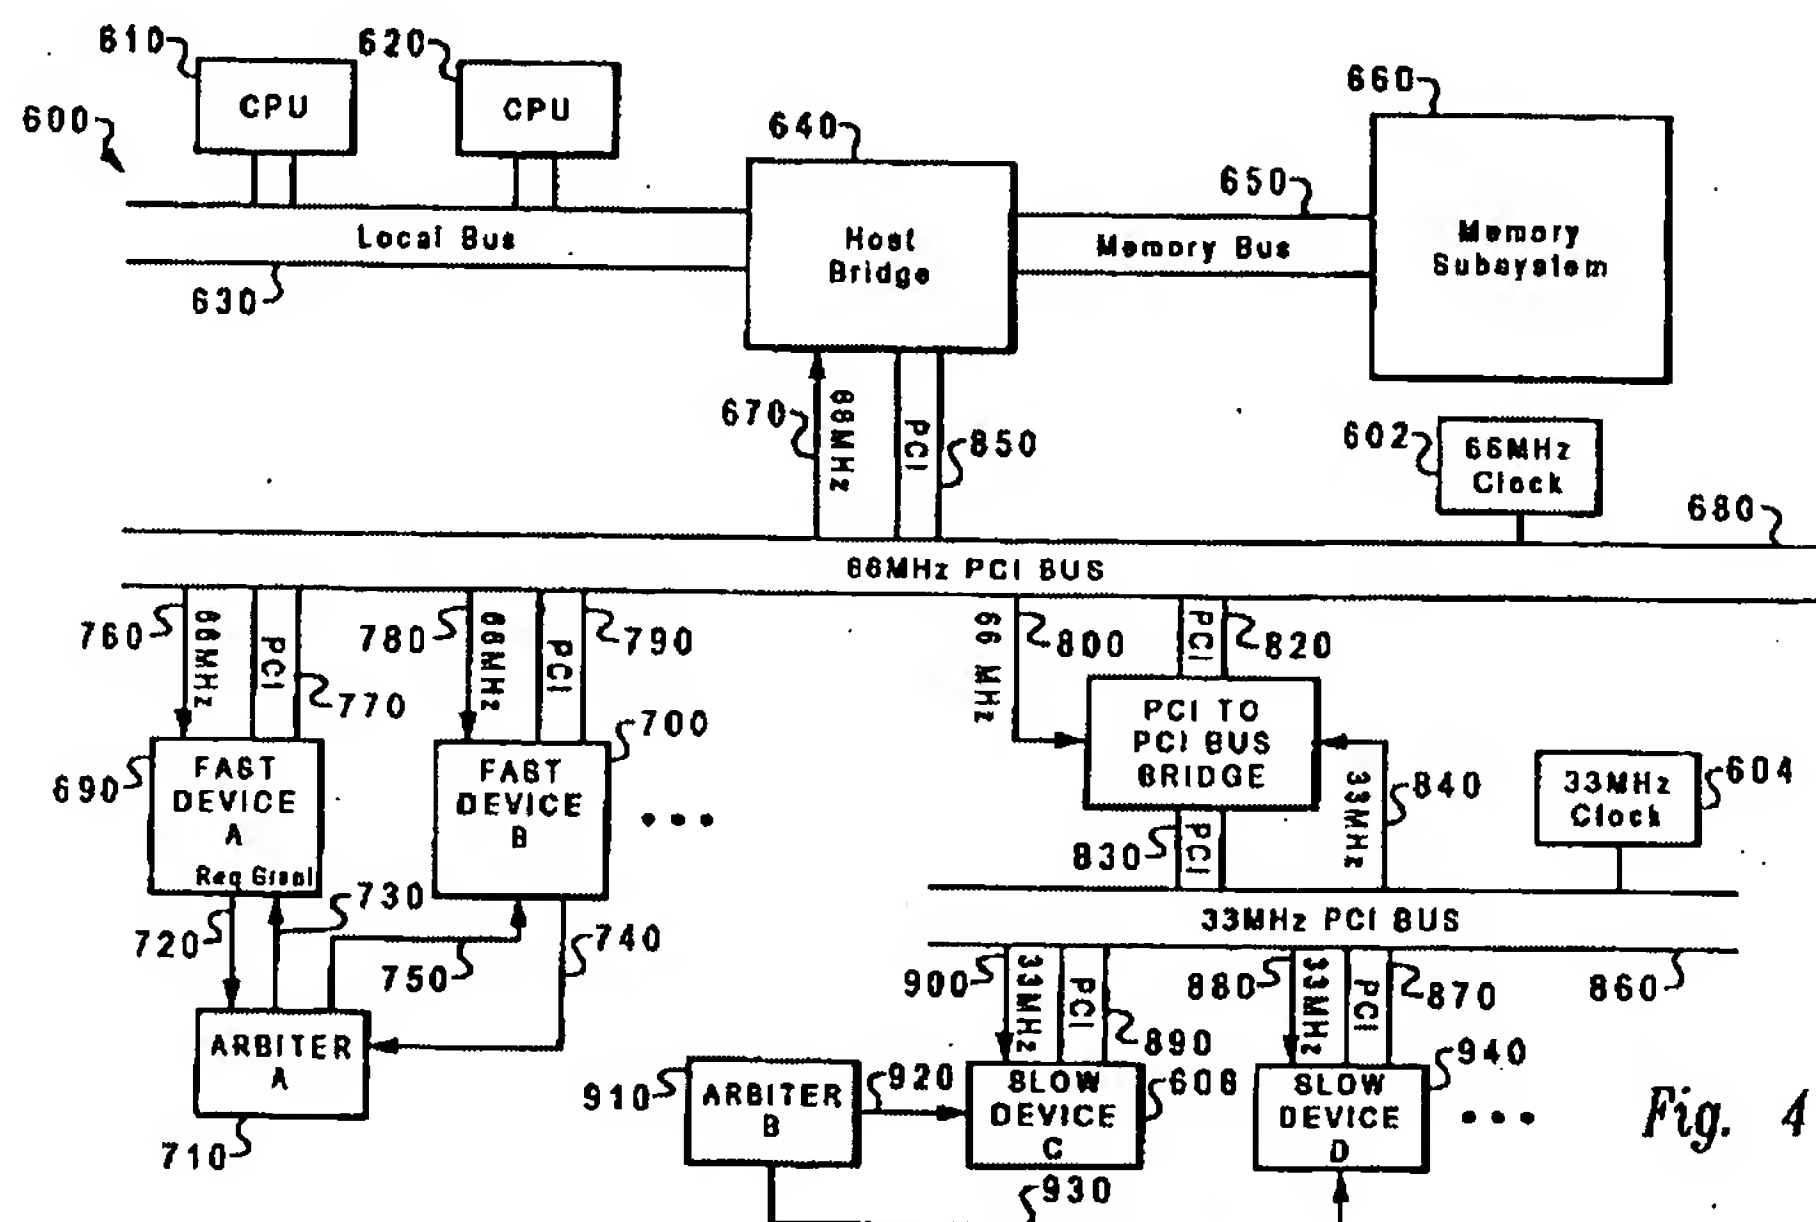 610
620
CPU
CPU
600
640
660
650
Local Bus
Host
Bridge
Memory Bus
Memory
Subsystem
630
670
66MHz
PCI
850
602
66MHz
Clock
680
66MHz PCI BUS
760
66MHz
PCI
770
780
66MHz
PCI
790
66 MHz
800
PCI
820
690
FAST
DEVICE
A
Req Grant
700
FAST
DEVICE
B
PCI TO
PCI BUS
BRIDGE
33MHz
840
33MHz
Clock
604
830
PCI
720
730
750
740
33MHz PCI BUS
900
33MHz
PCI
890
880
33MHz
PCI
870
860
ARBITER
A
710
910
ARBITER
B
920
SLOW
DEVICE
C
606
SLOW
DEVICE
D
940
930
Fig. 4